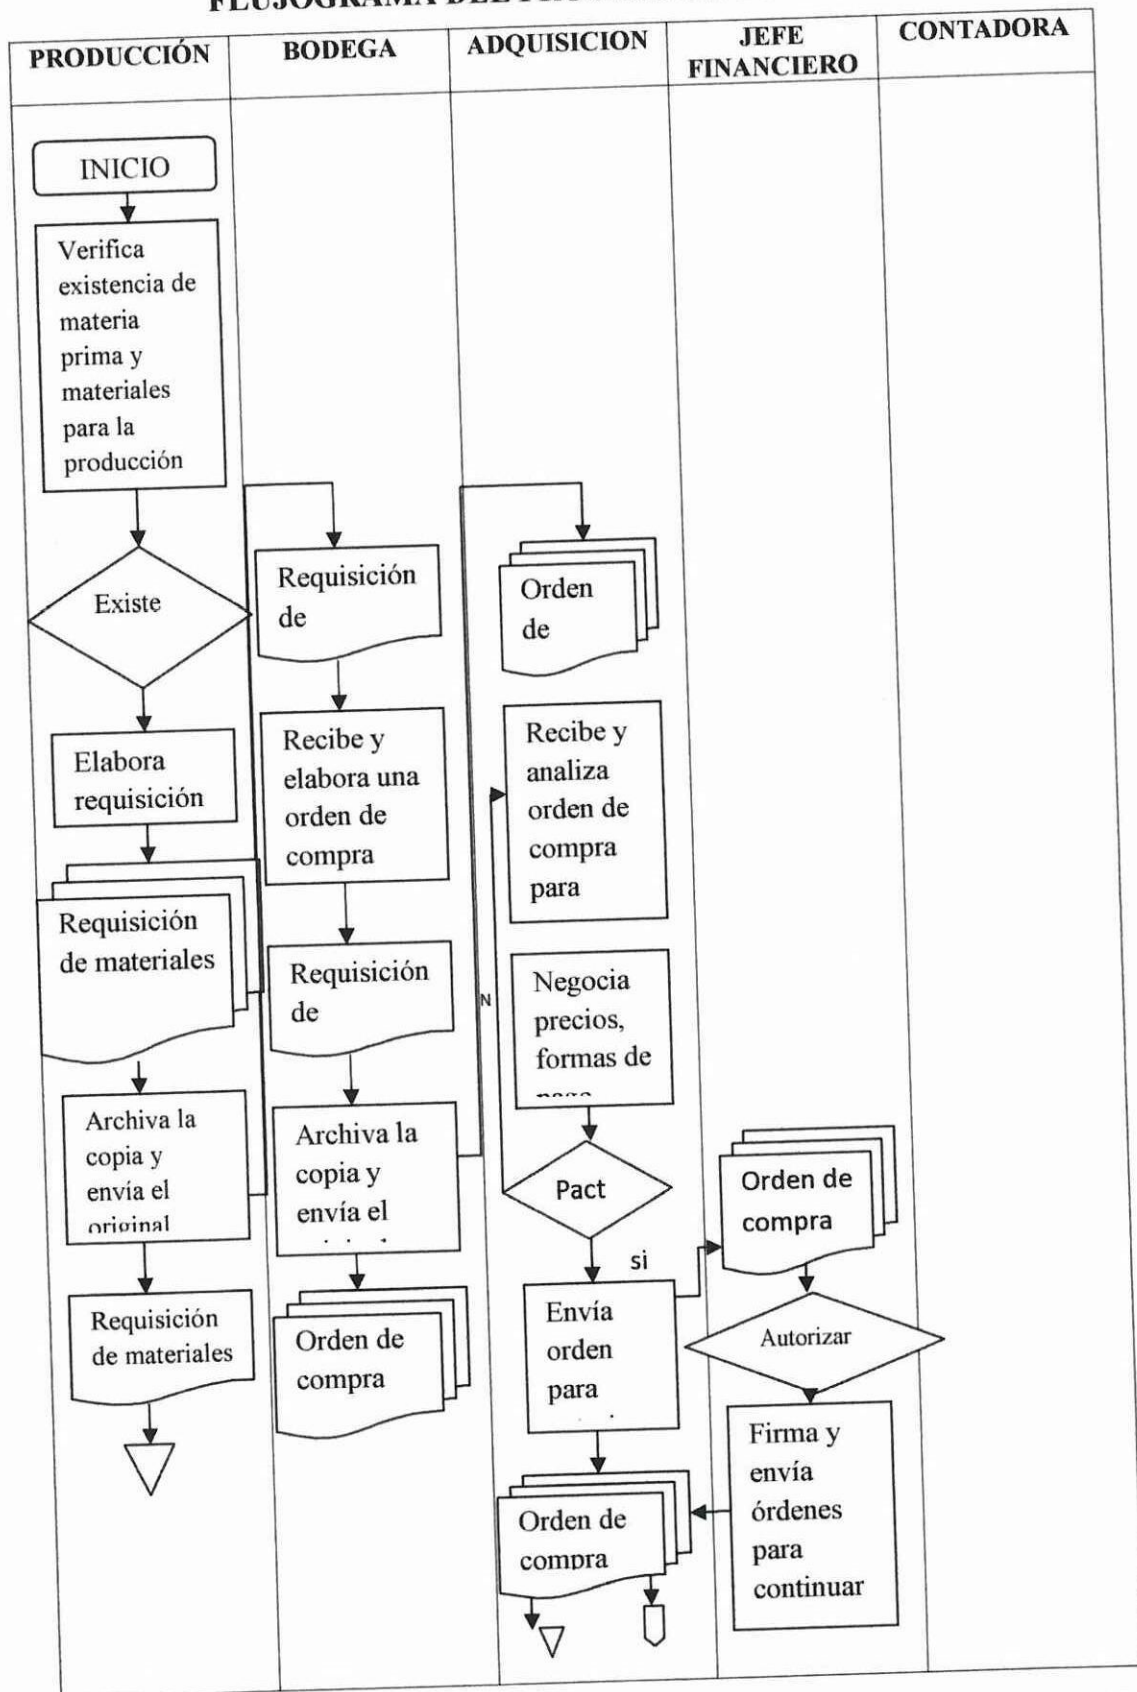 FLUJOGRAMA DEL
PRODUCCIÓN
BODEGA
ADQUISICION
JEFE
FINANCIERO
CONTADORA
INICIO
Verifica
existencia de
materia
prima y
materiales
para la
producción
Existe
Elabora
requisición
Requisición
de materiales
Archiva la
copia y
envía el
original
Requisición
de materiales
Requisición
de
Recibe y
elabora una
orden de
compra
Requisición
de
Archiva la
copia y
envía el
Orden de
compra
Orden
de
Recibe y
analiza
orden de
compra
para
Negocia
precios,
formas de
pago
N
Pact
si
Envía
orden
para
Orden de
compra
Orden de
compra
Autorizar
Firma y
envía
órdenes
para
continuar